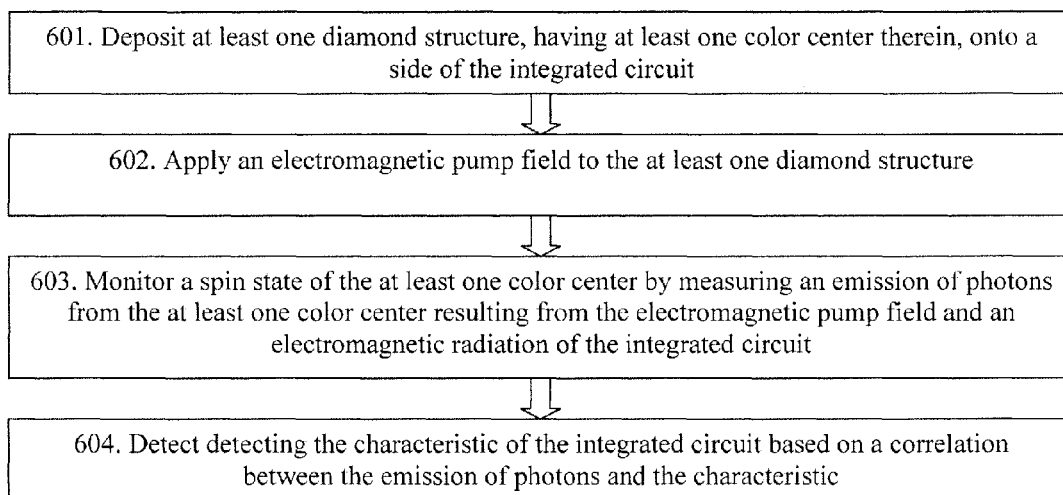 601. Deposit at least one diamond structure, having at least one color center therein, onto a
side of the integrated circuit
602. Apply an electromagnetic pump field to the at least one diamond structure
603. Monitor a spin state of the at least one color center by measuring an emission of photons
from the at least one color center resulting from the electromagnetic pump field and an
electromagnetic radiation of the integrated circuit
604. Detect detecting the characteristic of the integrated circuit based on a correlation
between the emission of photons and the characteristic